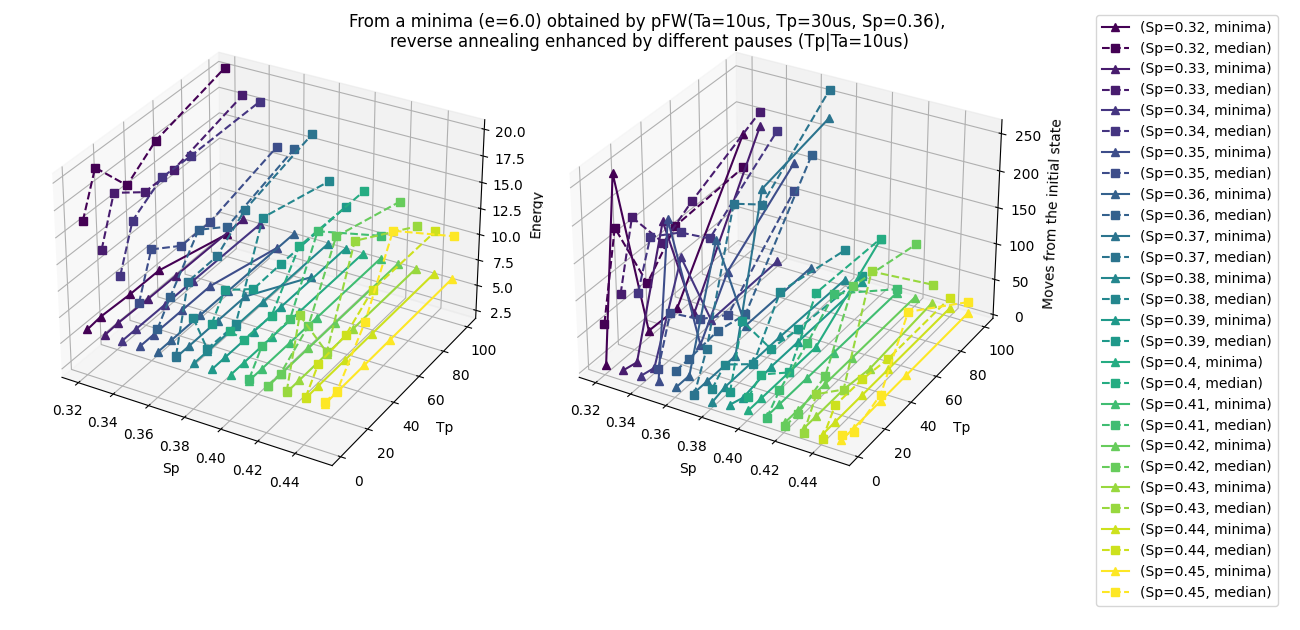 From a minima (e=6.0) obtained by pFW(Ta=10us, Tp=30us, Sp=0.36),
reverse annealing enhanced by different pauses (Tp|Ta=10us)
20.0
17.5
15.0
12.5
10.0
7.5
5.0
2.5
Energy
0.32
0.34
0.36
0.38
0.40
0.42
0.44
Sp
0
20
40
60
80
100
Tp
250
200
150
100
50
0
Moves from the initial state
0.32
0.34
0.36
0.38
0.40
0.42
0.44
Sp
0
20
40
60
80
100
Tp
(Sp=0.32, minima)
(Sp=0.32, median)
(Sp=0.33, minima)
(Sp=0.33, median)
(Sp=0.34, minima)
(Sp=0.34, median)
(Sp=0.35, minima)
(Sp=0.35, median)
(Sp=0.36, minima)
(Sp=0.36, median)
(Sp=0.37, minima)
(Sp=0.37, median)
(Sp=0.38, minima)
(Sp=0.38, median)
(Sp=0.39, minima)
(Sp=0.39, median)
(Sp=0.4, minima)
(Sp=0.4, median)
(Sp=0.41, minima)
(Sp=0.41, median)
(Sp=0.42, minima)
(Sp=0.42, median)
(Sp=0.43, minima)
(Sp=0.43, median)
(Sp=0.44, minima)
(Sp=0.44, median)
(Sp=0.45, minima)
(Sp=0.45, median)